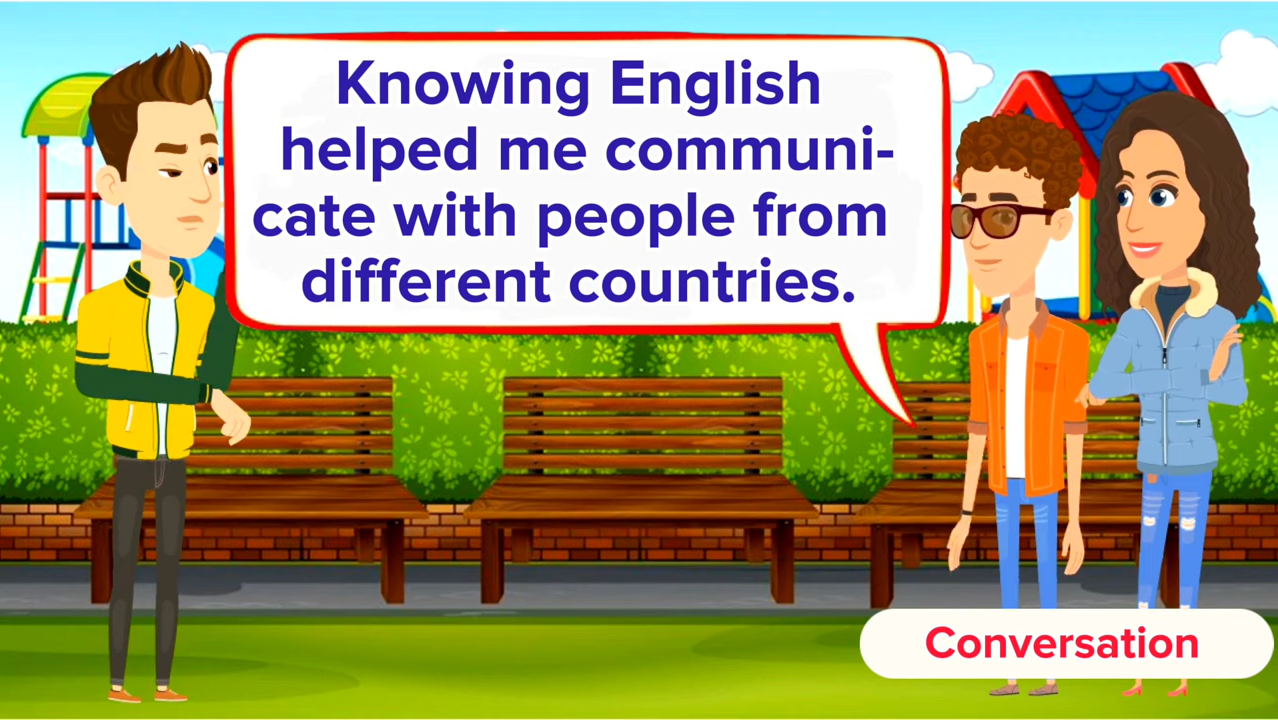 Knowing English
helped me communi-
cate with people from
different countries.
Conversation